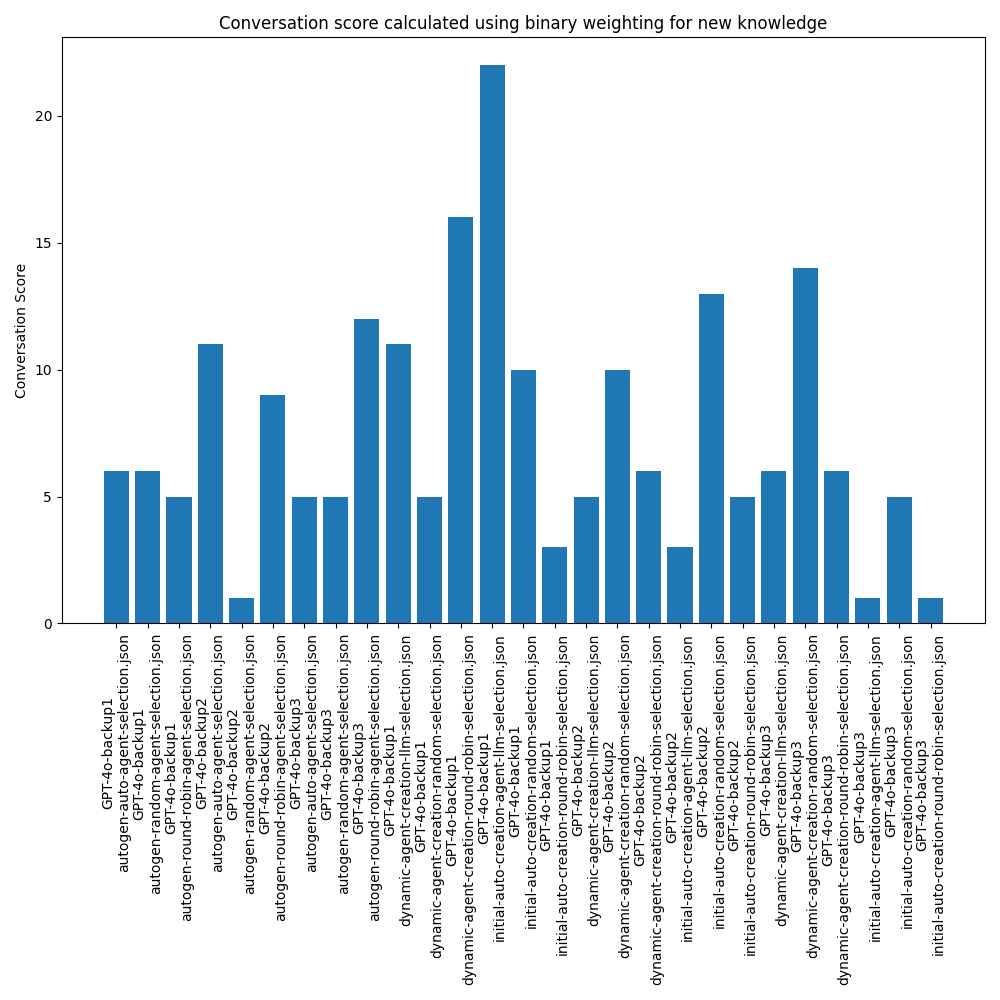 Conversation score calculated using binary weighting for new knowledge
Conversation Score
20
15
10
5
0
GPT-4o-backup1
autogen-auto-agent-selection.json
GPT-4o-backup1
autogen-random-agent-selection.json
GPT-4o-backup1
autogen-round-robin-agent-selection.json
GPT-4o-backup2
autogen-auto-agent-selection.json
GPT-4o-backup2
autogen-random-agent-selection.json
GPT-4o-backup2
autogen-round-robin-agent-selection.json
GPT-4o-backup3
autogen-auto-agent-selection.json
GPT-4o-backup3
autogen-random-agent-selection.json
GPT-4o-backup3
autogen-round-robin-agent-selection.json
GPT-4o-backup1
dynamic-agent-creation-llm-selection.json
GPT-4o-backup1
dynamic-agent-creation-random-selection.json
GPT-4o-backup1
dynamic-agent-creation-round-robin-selection.json
GPT-4o-backup1
initial-auto-creation-agent-llm-selection.json
GPT-4o-backup1
initial-auto-creation-random-selection.json
GPT-4o-backup1
initial-auto-creation-round-robin-selection.json
GPT-4o-backup2
dynamic-agent-creation-llm-selection.json
GPT-4o-backup2
dynamic-agent-creation-random-selection.json
GPT-4o-backup2
dynamic-agent-creation-round-robin-selection.json
GPT-4o-backup2
initial-auto-creation-agent-llm-selection.json
GPT-4o-backup2
initial-auto-creation-random-selection.json
GPT-4o-backup2
initial-auto-creation-round-robin-selection.json
GPT-4o-backup3
dynamic-agent-creation-llm-selection.json
GPT-4o-backup3
dynamic-agent-creation-random-selection.json
GPT-4o-backup3
dynamic-agent-creation-round-robin-selection.json
GPT-4o-backup3
initial-auto-creation-agent-llm-selection.json
GPT-4o-backup3
initial-auto-creation-random-selection.json
GPT-4o-backup3
initial-auto-creation-round-robin-selection.json